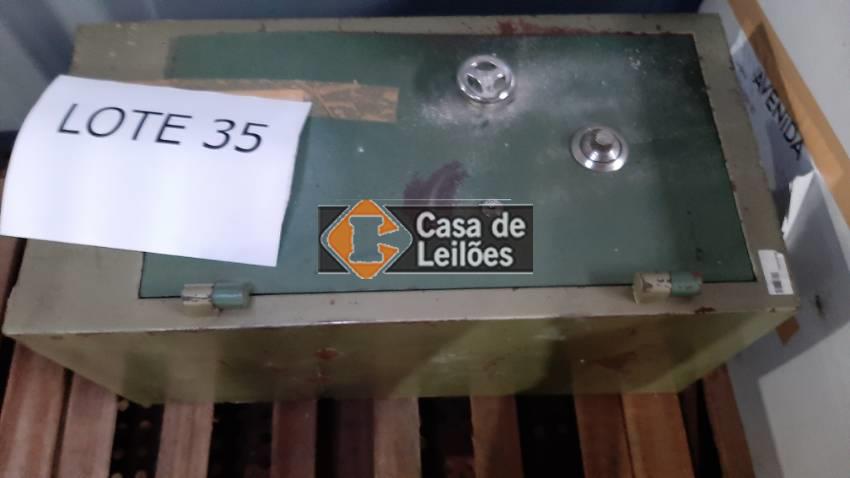 LOTE 35
AVENIDA
Casa de
Leilões